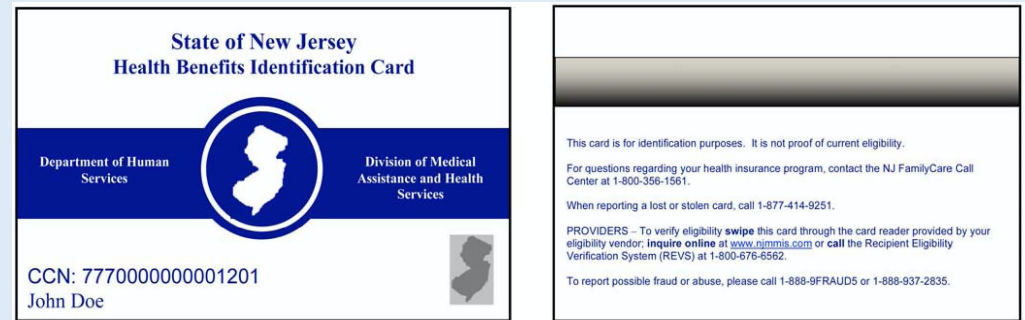 State of New Jersey
Health Benefits Identification Card
Department of Human
Services
Division of Medical
Assistance and Health
Services
CCN: 7770000000001201
John Doe
This card is for identification purposes. It is not proof of current eligibility.
For questions regarding your health insurance program, contact the NJ FamilyCare Call
Center at 1-800-356-1561.
When reporting a lost or stolen card, call 1-877-414-9251.
PROVIDERS – To verify eligibility swipe this card through the card reader provided by your
eligibility vendor; inquire online at www.njmmis.com or call the Recipient Eligibility
Verification System (REVS) at 1-800-676-6562.
To report possible fraud or abuse, please call 1-888-9FRAUD5 or 1-888-937-2835.